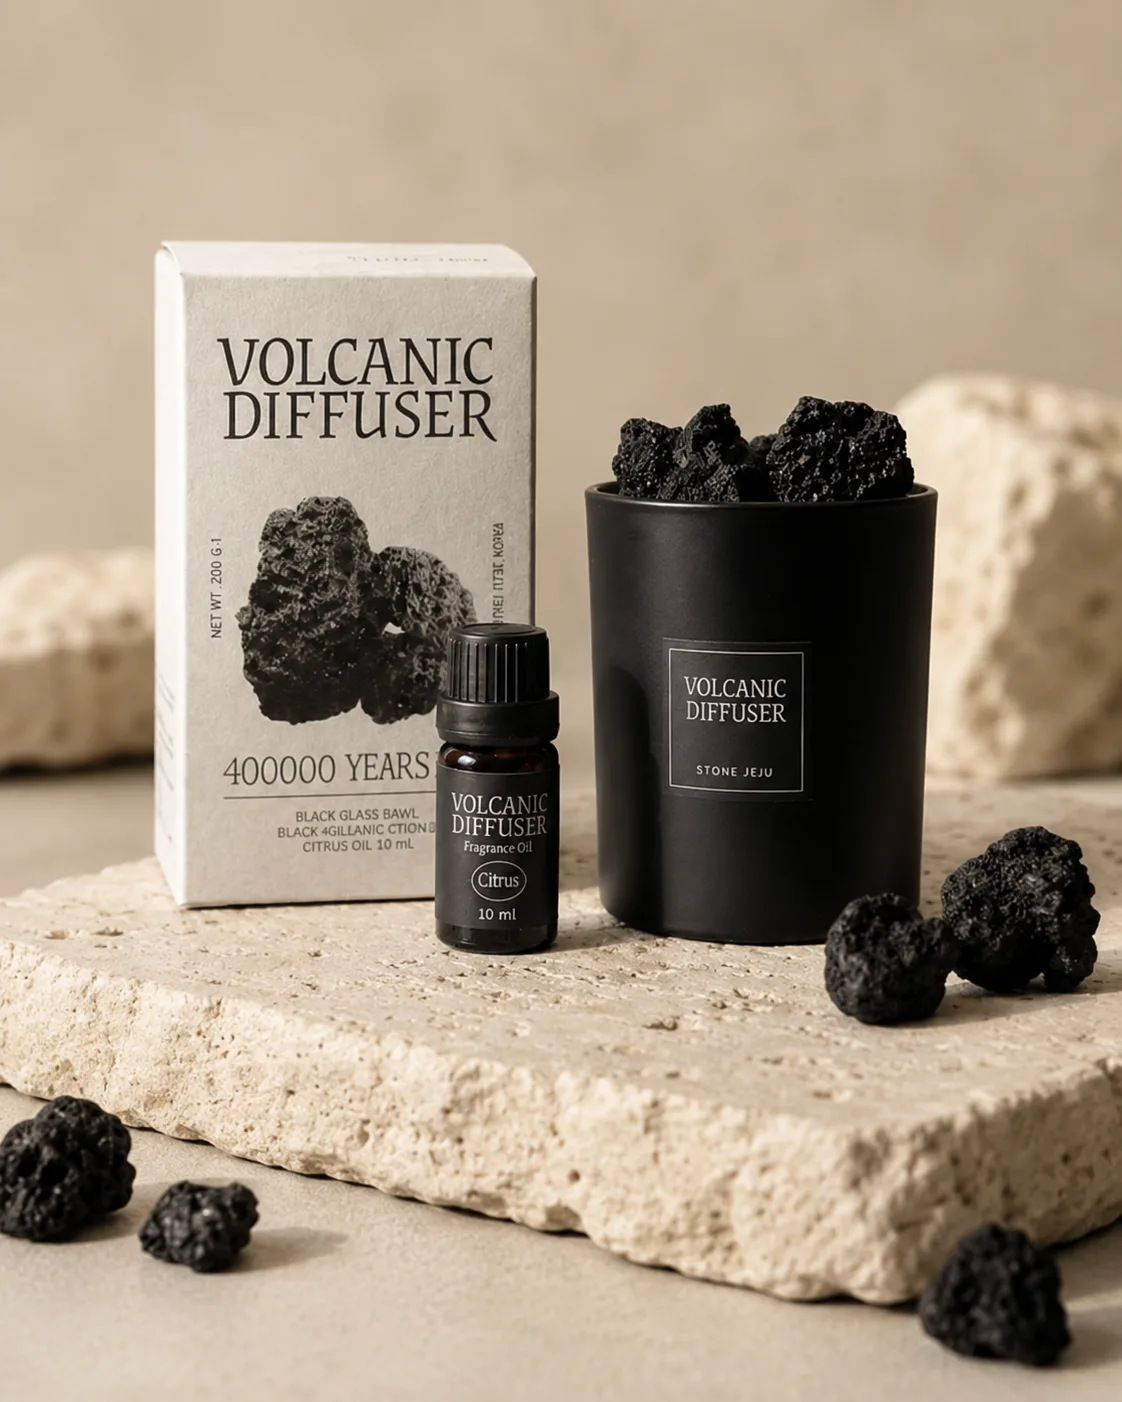 VOLCANIC
DIFFUSER
NET WT .200 G·1
400000 YEARS
BLACK GLASS BAWL
BLACK 4GILLANIC CTION
CITRUS OIL 10 mL
VOLCANIC
DIFFUSER
Fragrance Oil
Citrus
10 ml
VOLCANIC
DIFFUSER
STONE JEJU